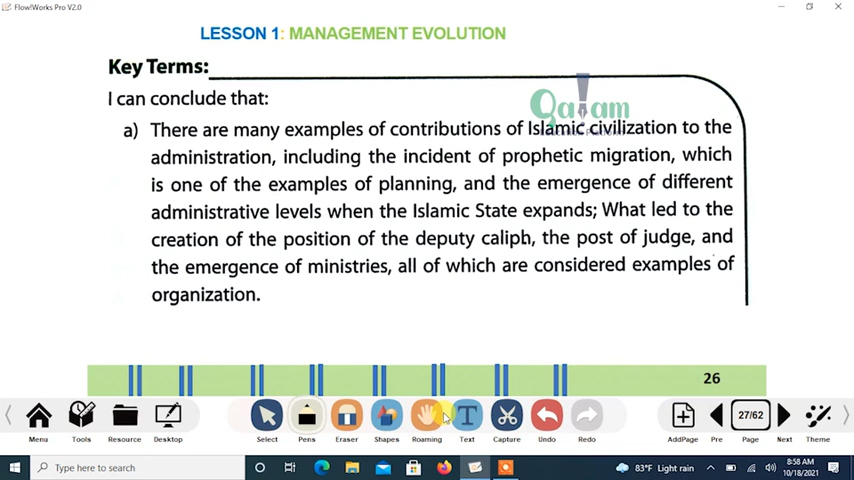 Flow!Works Pro V2.0
LESSON 1: MANAGEMENT EVOLUTION
Key Terms:
I can conclude that:
Qalam
a) There are many examples of contributions of Islamic civilization to the
administration, including the incident of prophetic migration, which
is one of the examples of planning, and the emergence of different
administrative levels when the Islamic State expands; What led to the
creation of the position of the deputy caliph, the post of judge, and
the emergence of ministries, all of which are considered examples of
organization.
26
Menu Tools Resource Desktop Select Pens Eraser Shapes Roaming Text Capture Undo Redo AddPage Pre 27/62 Page Next Theme
Type here to search
83°F Light rain
8:58 AM
10/18/2021